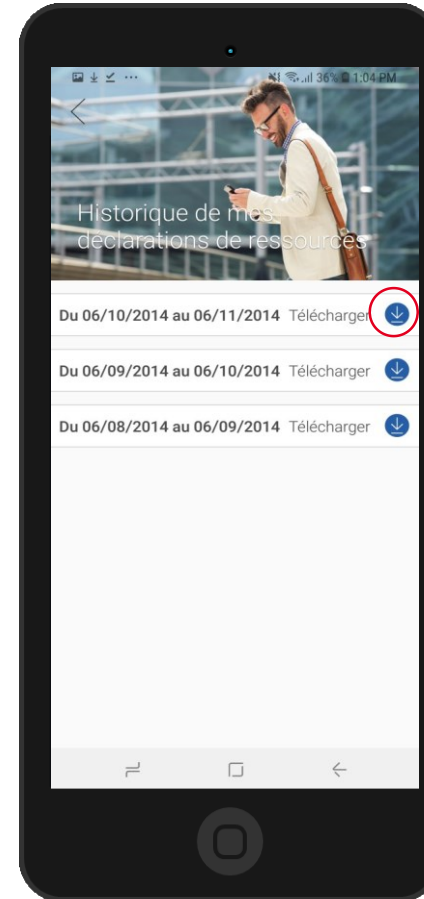 36% 1:04 PM
Historique de mes
déclarations de ressources
Du 06/10/2014 au 06/11/2014 Télécharger
Du 06/09/2014 au 06/10/2014 Télécharger
Du 06/08/2014 au 06/09/2014 Télécharger